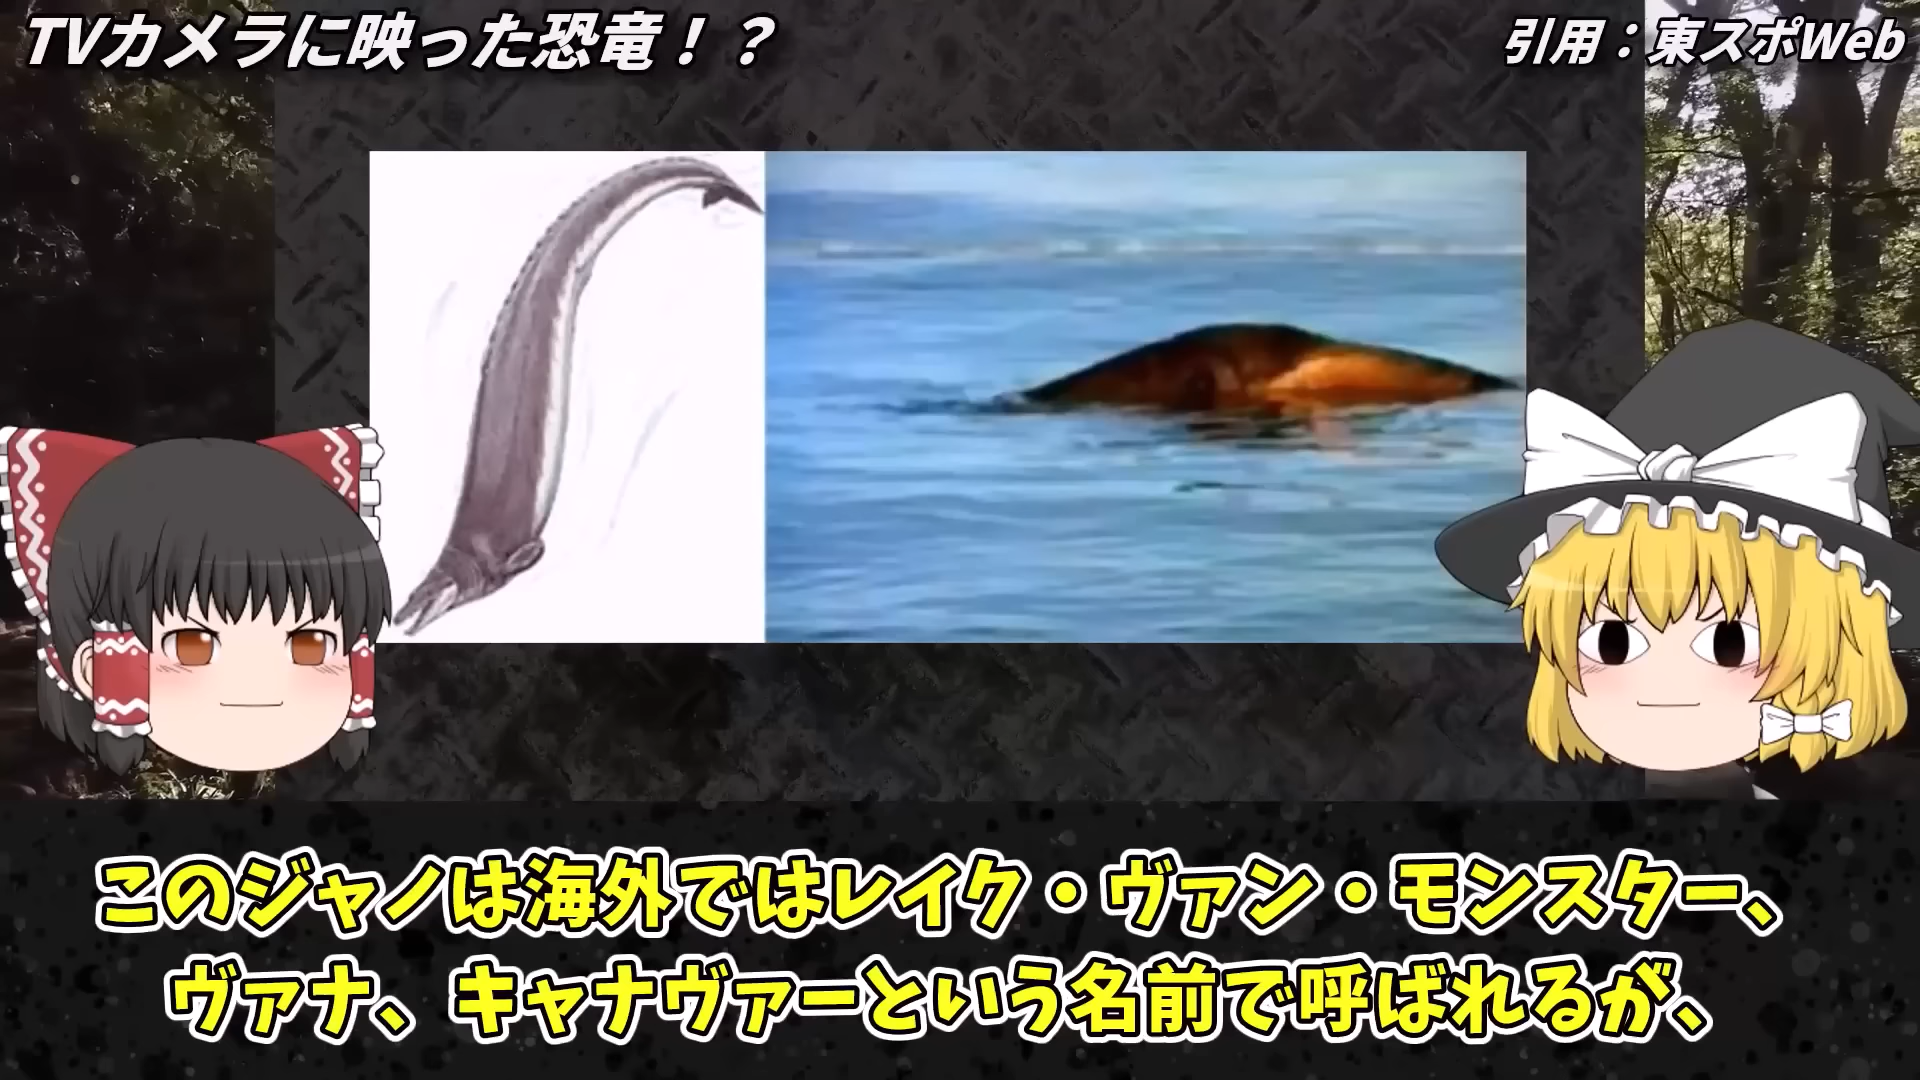 TVカメラに映った恐竜！？
引用：東スポWeb
このジャノは海外ではレイク・ヴァン・モンスター、
ヴァナ、キャナヴァーという名前で呼ばれるが、